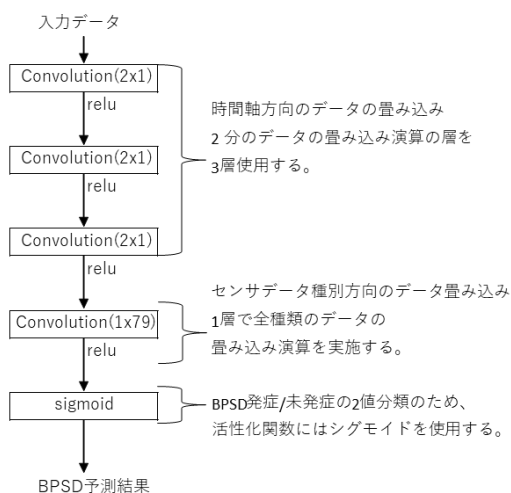 入力データ
Convolution(2x1)
relu
Convolution(2x1)
relu
Convolution(2x1)
relu
時間軸方向のデータの畳み込み
2 分のデータの畳み込み演算の層を
3層使用する。
Convolution(1x79)
relu
センサデータ種別方向のデータ畳み込み
1層で全種類のデータの
畳み込み演算を実施する。
sigmoid
BPSD発症/未発症の2値分類のため、
活性化関数にはシグモイドを使用する。
BPSD予測結果